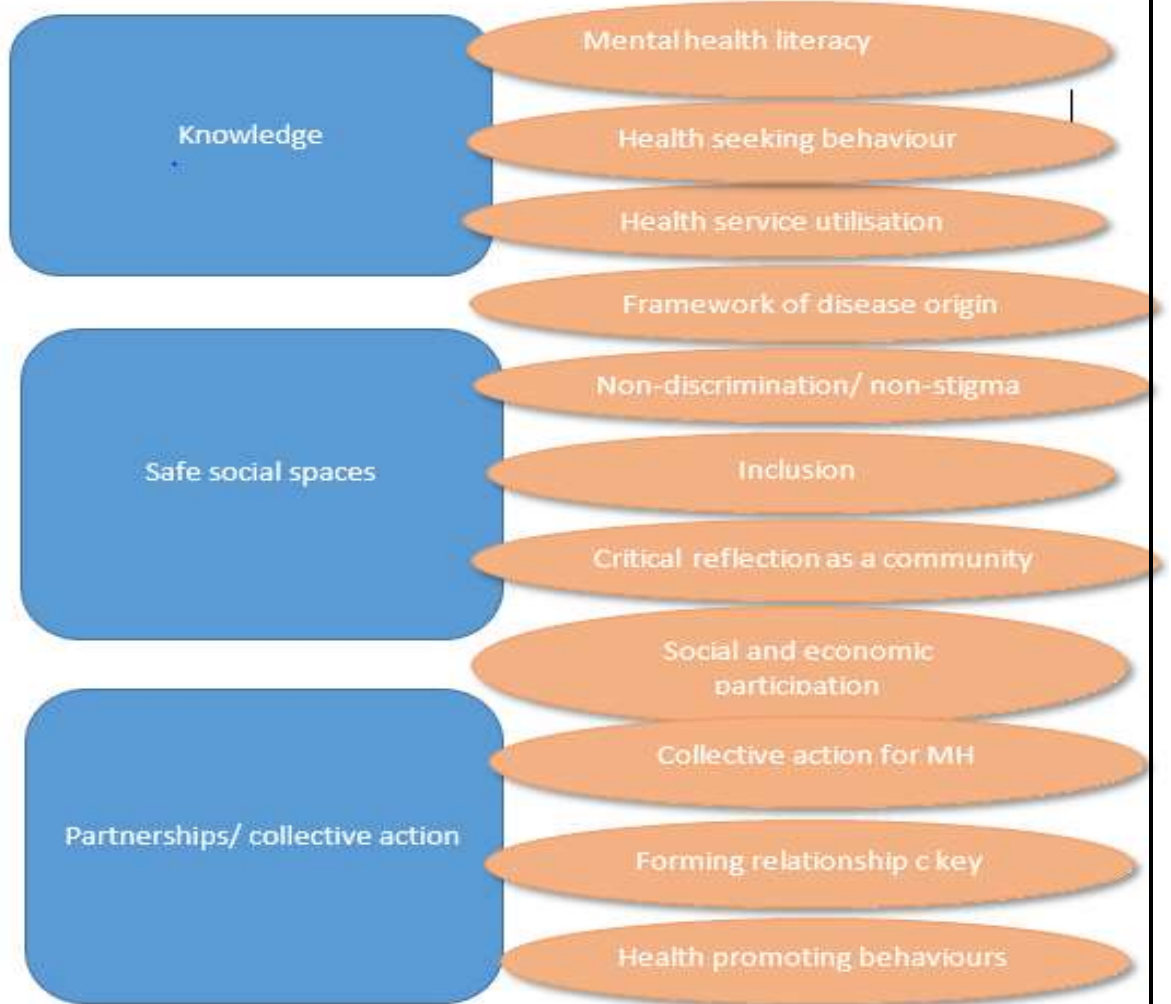 Knowledge
Mental health literacy
Health seeking behaviour
Health service utilisation
Framework of disease origin
Safe social spaces
Non-discrimination/ non-stigma
Inclusion
Critical reflection as a community
Social and economic
participation
Partnerships/ collective action
Collective action for MH
Forming relationship c key
Health promoting behaviours